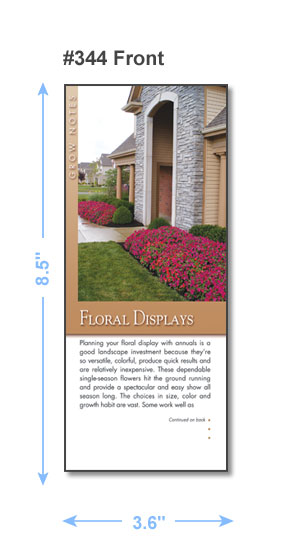 #344 Front
GROW NOTES
8.5"
FLORAL DISPLAYS
Planning your floral display with annuals is a
good landscape investment because they're
so versatile, colorful, produce quick results and
are relatively inexpensive. These dependable
single-season flowers hit the ground running
and provide a spectacular and easy show all
season long. The choices in size, color and
growth habit are vast. Some work well as
Continued on back
3.6"